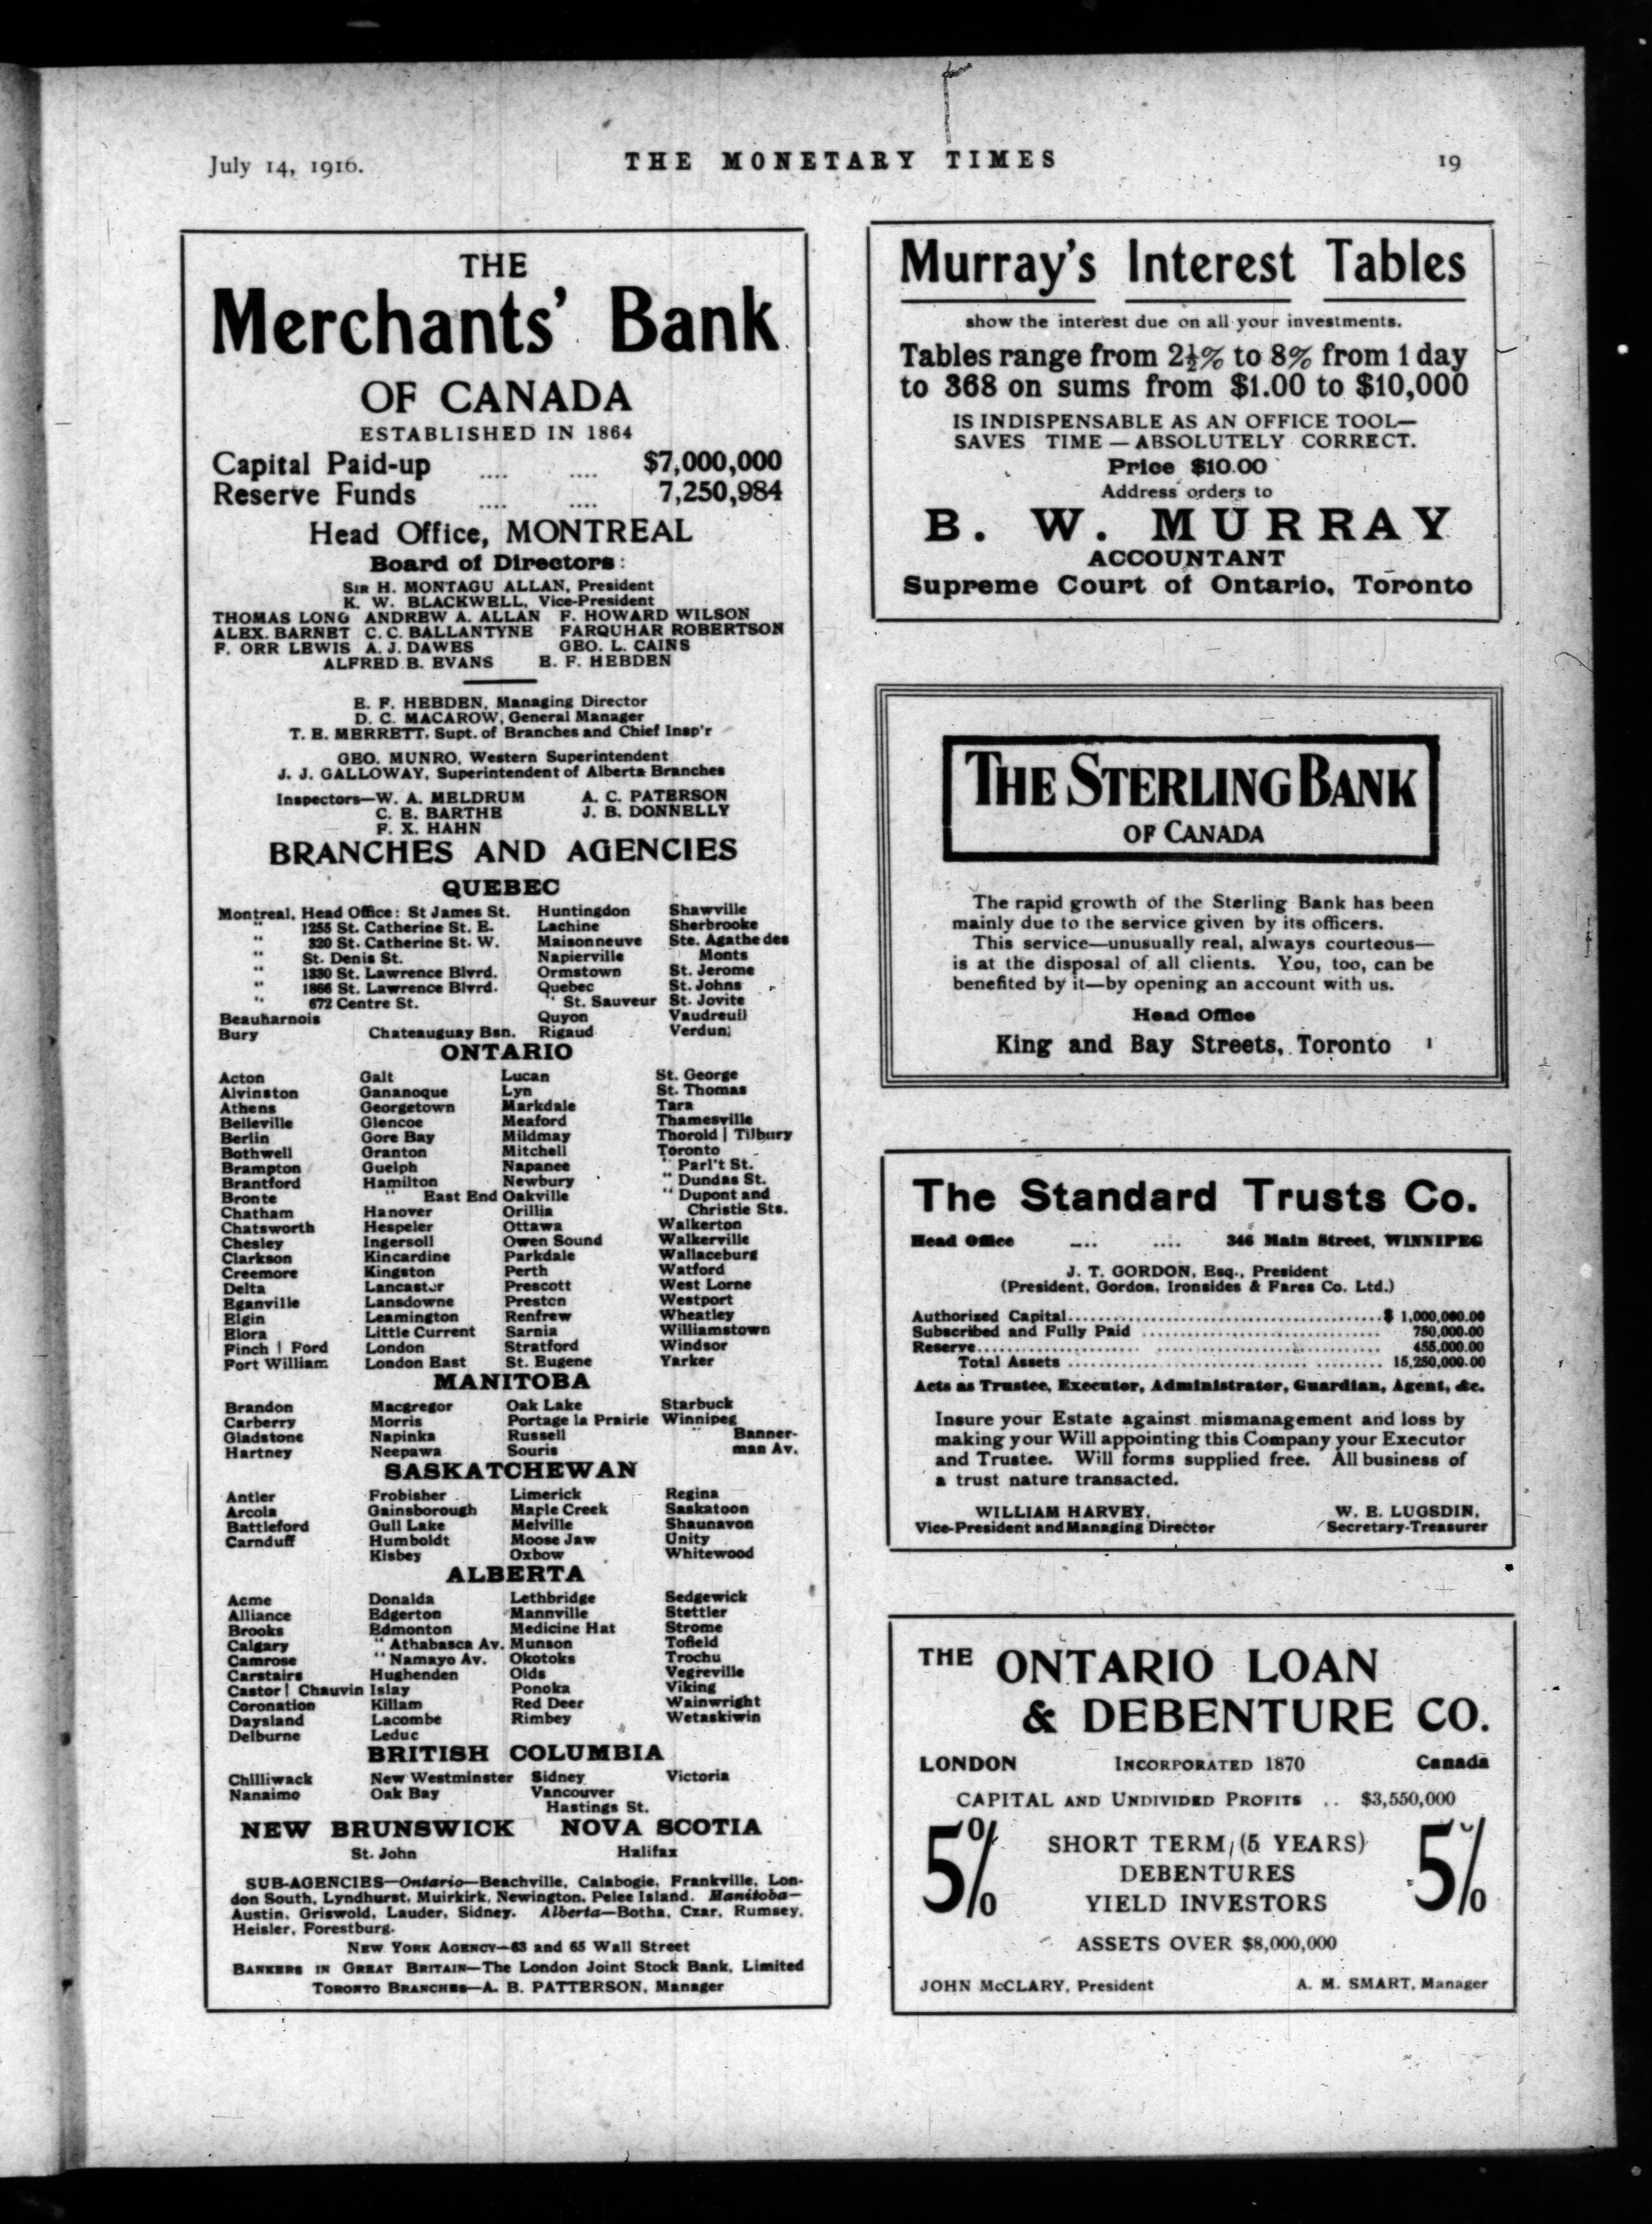 July 14, 1916.
THE MONETARY TIMES
19
THE
Merchants' Bank
OF CANADA
ESTABLISHED IN 1864
Capital Paid-up .... .... $7,000,000
Reserve Funds .... .... 7,250,984
Head Office, MONTREAL
Board of Directors:
SIR H. MONTAGU ALLAN, President
K. W. BLACKWELL, Vice-President
THOMAS LONG ANDREW A. ALLAN F. HOWARD WILSON
ALEX. BARNET C. C. BALLANTYNE FARQUHAR ROBERTSON
F. ORR LEWIS A. J. DAWES GEO. L. CAINS
ALFRED B. EVANS E. F. HEBDEN
E. F. HEBDEN, Managing Director
D. C. MACAROW, General Manager
T. E. MERRETT, Supt. of Branches and Chief Insp'r
GEO. MUNRO, Western Superintendent
J. J. GALLOWAY, Superintendent of Alberta Branches
Inspectors—W. A. MELDRUM A. C. PATERSON
C. E. BARTHE J. B. DONNELLY
F. X. HAHN
BRANCHES AND AGENCIES
QUEBEC
Montreal, Head Office: St James St. Huntingdon Shawville
" 1255 St. Catherine St. E. Lachine Sherbrooke
" 320 St. Catherine St. W. Maisonneuve Ste. Agathe des
" St. Denis St. Napierville Monts
" 1330 St. Lawrence Blvrd. Ormstown St. Jerome
" 1866 St. Lawrence Blvrd. Quebec St. Johns
" 672 Centre St. " St. Sauveur St. Jovite
Beauharnois Quyon Vaudreuil
Bury Chateauguay Bsn. Rigaud Verdun
ONTARIO
Acton Galt Lucan St. George
Alvinston Gananoque Lyn St. Thomas
Athens Georgetown Markdale Tara
Belleville Glencoe Meaford Thamesville
Berlin Gore Bay Mildmay Thorold | Tilbury
Bothwell Granton Mitchell Toronto
Brampton Guelph Napanee " Parl't St.
Brantford Hamilton Newbury " Dundas St.
Bronte " East End Oakville " Dupont and
Chatham Hanover Orillia Christie Sts.
Chatsworth Hespeler Ottawa Walkerton
Chesley Ingersoll Owen Sound Walkerville
Clarkson Kincardine Parkdale Wallaceburg
Creemore Kingston Perth Watford
Delta Lancaster Prescott West Lorne
Eganville Lansdowne Preston Westport
Elgin Leamington Renfrew Wheatley
Elora Little Current Sarnia Williamstown
Finch | Ford London Stratford Windsor
Fort William London East St. Eugene Yarker
MANITOBA
Brandon Macgregor Oak Lake Starbuck
Carberry Morris Portage la Prairie Winnipeg
Gladstone Napinka Russell " Banner-
Hartney Neepawa Souris man Av.
SASKATCHEWAN
Antler Frobisher Limerick Regina
Arcola Gainsborough Maple Creek Saskatoon
Battleford Gull Lake Melville Shaunavon
Carnduff Humboldt Moose Jaw Unity
Kisbey Oxbow Whitewood
ALBERTA
Acme Donalda Lethbridge Sedgewick
Alliance Edgerton Mannville Stettler
Brooks Edmonton Medicine Hat Strome
Calgary " Athabasca Av. Munson Tofield
Camrose " Namayo Av. Okotoks Trochu
Carstairs Hughenden Olds Vegreville
Castor | Chauvin Islay Ponoka Viking
Coronation Killam Red Deer Wainwright
Daysland Lacombe Rimbey Wetaskiwin
Delburne Leduc
BRITISH COLUMBIA
Chilliwack New Westminster Sidney Victoria
Nanaimo Oak Bay Vancouver
Hastings St.
NEW BRUNSWICK NOVA SCOTIA
St. John Halifax
SUB-AGENCIES—Ontario—Beachville, Calabogie, Frankville, Lon-
don South, Lyndhurst, Muirkirk, Newington, Pelee Island. Manitoba—
Austin, Griswold, Lauder, Sidney. Alberta—Botha, Czar, Rumsey,
Heisler, Forestburg.
NEW YORK AGENCY—63 and 65 Wall Street
BANKERS IN GREAT BRITAIN—The London Joint Stock Bank, Limited
TORONTO BRANCHES—A. B. PATTERSON, Manager
Murray's Interest Tables
show the interest due on all your investments.
Tables range from 2½% to 8% from 1 day
to 368 on sums from $1.00 to $10,000
IS INDISPENSABLE AS AN OFFICE TOOL—
SAVES TIME—ABSOLUTELY CORRECT.
Price $10.00
Address orders to
B. W. MURRAY
ACCOUNTANT
Supreme Court of Ontario, Toronto
THE STERLING BANK
OF CANADA
The rapid growth of the Sterling Bank has been
mainly due to the service given by its officers.
This service—unusually real, always courteous—
is at the disposal of all clients. You, too, can be
benefited by it—by opening an account with us.
Head Office
King and Bay Streets, Toronto
The Standard Trusts Co.
Head Office .... .... 346 Main Street, WINNIPEG
J. T. GORDON, Esq., President
(President, Gordon, Ironsides & Fares Co. Ltd.)
Authorized Capital........ $ 1,000,000.00
Subscribed and Fully Paid ........ 750,000.00
Reserve........ 455,000.00
Total Assets ........ 15,250,000.00
Acts as Trustee, Executor, Administrator, Guardian, Agent, &c.
Insure your Estate against mismanagement and loss by
making your Will appointing this Company your Executor
and Trustee. Will forms supplied free. All business of
a trust nature transacted.
WILLIAM HARVEY, W. E. LUGSDIN,
Vice-President and Managing Director Secretary-Treasurer
THE ONTARIO LOAN
& DEBENTURE CO.
LONDON INCORPORATED 1870 Canada
CAPITAL AND UNDIVIDED PROFITS .. $3,550,000
5% SHORT TERM (5 YEARS) 5%
DEBENTURES
YIELD INVESTORS
ASSETS OVER $8,000,000
JOHN McCLARY, President A. M. SMART, Manager